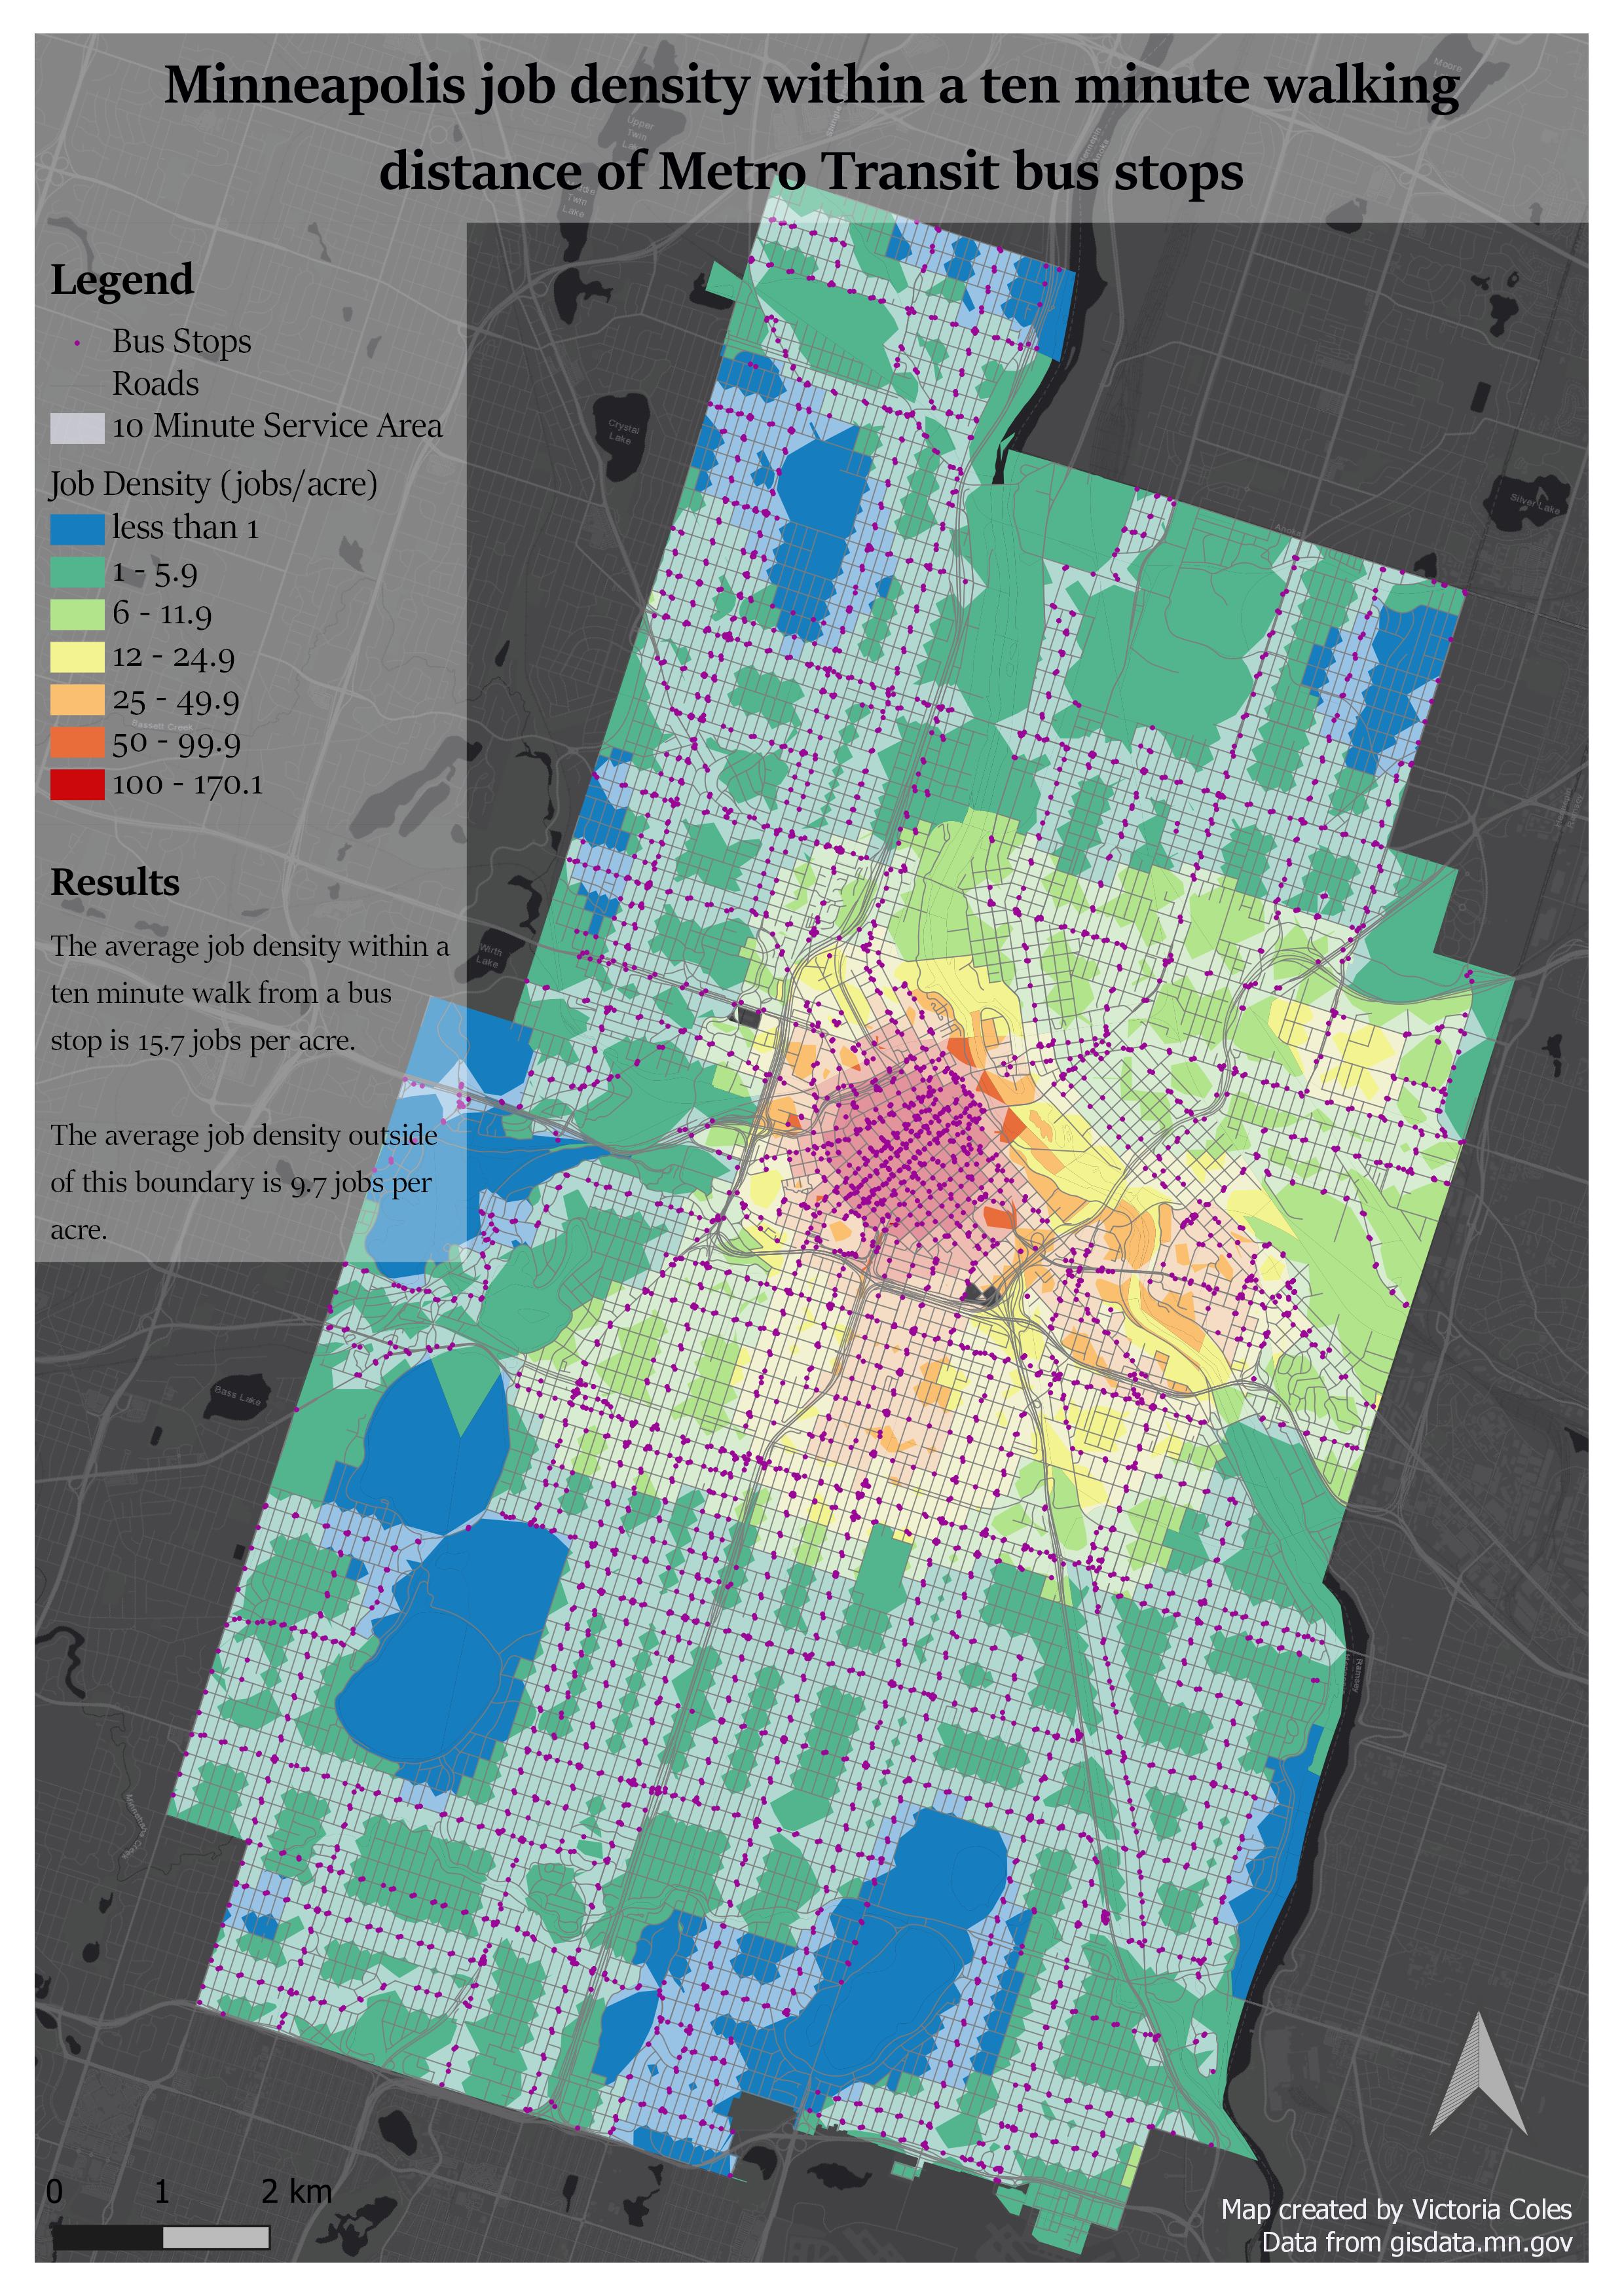 Minneapolis job density within a ten minute walking
distance of Metro Transit bus stops
Moore
Upper
Twin
Lake
Twin
Lake
Legend
Bus Stops
Roads
10 Minute Service Area
Job Density (jobs/acre)
less than 1
1 - 5.9
6 - 11.9
12 - 24.9
25 - 49.9
50 - 99.9
100 - 170.1
Crystal
Lake
Silver Lake
Bassett Creek
Results
The average job density within a
ten minute walk from a bus
stop is 15.7 jobs per acre.
The average job density outside
of this boundary is 9.7 jobs per
acre.
Wirth
Lake
Bass Lake
Ramsey
Minnehaha Creek
0 1 2 km
Map created by Victoria Coles
Data from gisdata.mn.gov